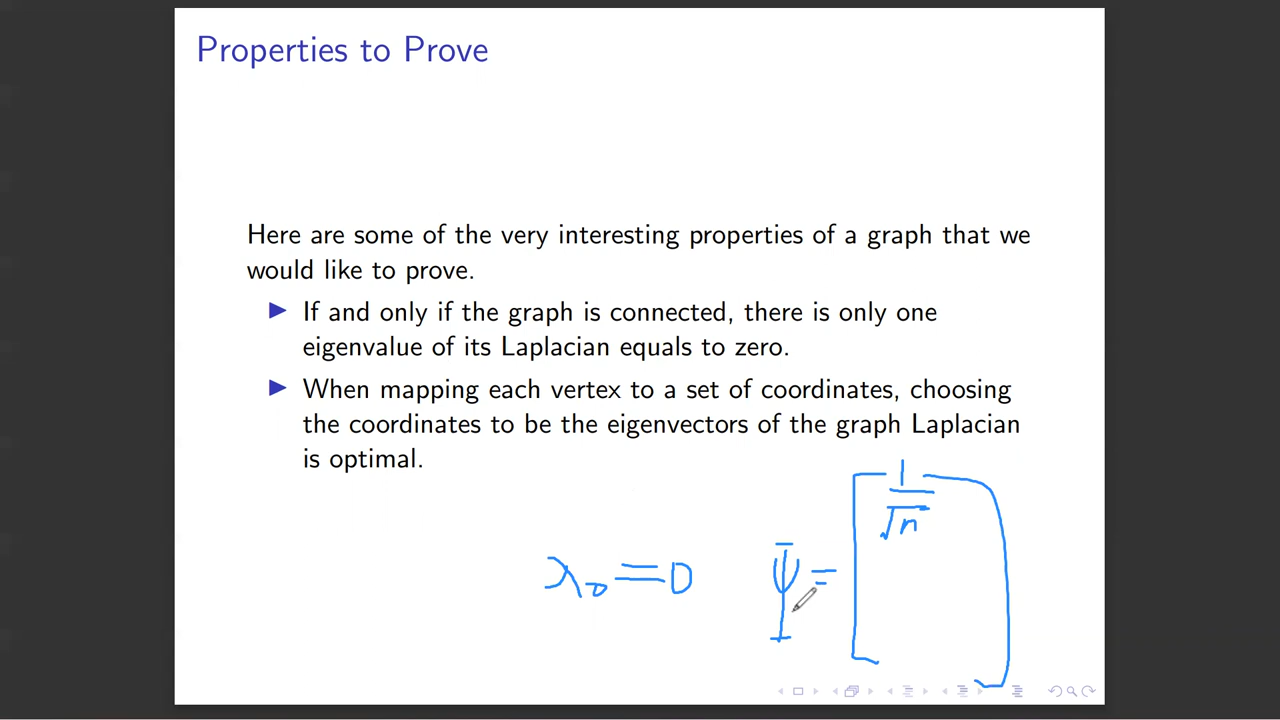 Properties to Prove
Here are some of the very interesting properties of a graph that we
would like to prove.
If and only if the graph is connected, there is only one
eigenvalue of its Laplacian equals to zero.
When mapping each vertex to a set of coordinates, choosing
the coordinates to be the eigenvectors of the graph Laplacian
is optimal.
λ₀ = 0 Ψ = [ 1/√n ]